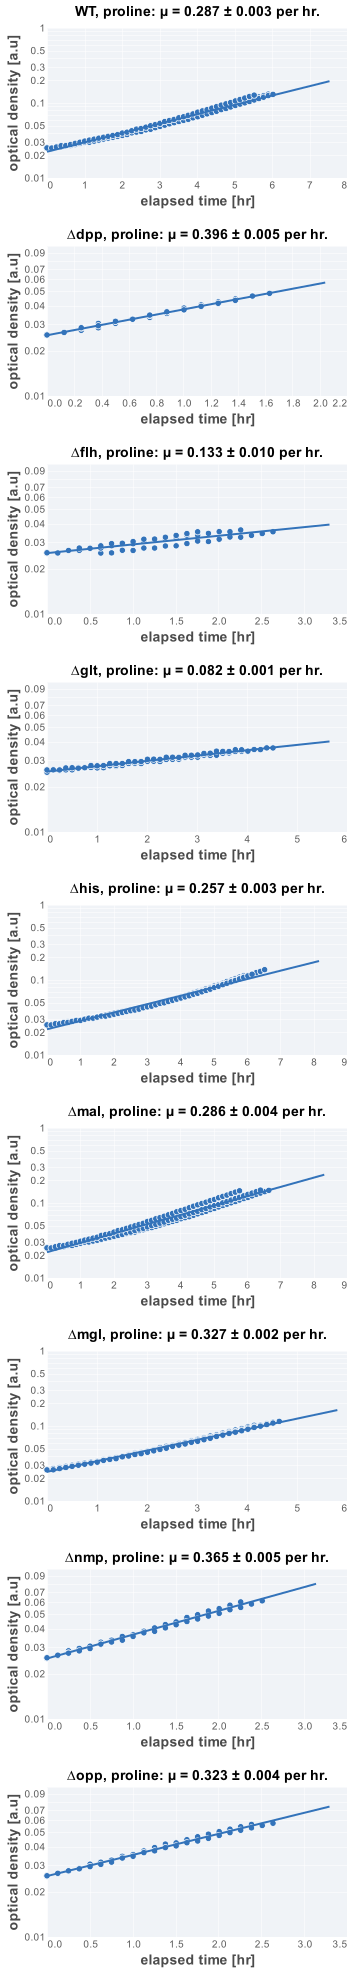 WT, proline: μ = 0.287 ± 0.003 per hr.
optical density [a.u]
1
0.5
0.3
0.2
0.1
0.05
0.03
0.02
0.01
0 1 2 3 4 5 6 7 8
elapsed time [hr]
∆dpp, proline: μ = 0.396 ± 0.005 per hr.
optical density [a.u]
0.09
0.07
0.06
0.05
0.04
0.03
0.02
0.01
0.0 0.2 0.4 0.6 0.8 1.0 1.2 1.4 1.6 1.8 2.0 2.2
elapsed time [hr]
∆flh, proline: μ = 0.133 ± 0.010 per hr.
optical density [a.u]
0.09
0.07
0.06
0.05
0.04
0.03
0.02
0.01
0.0 0.5 1.0 1.5 2.0 2.5 3.0 3.5
elapsed time [hr]
∆glt, proline: μ = 0.082 ± 0.001 per hr.
optical density [a.u]
0.09
0.07
0.06
0.05
0.04
0.03
0.02
0.01
0 1 2 3 4 5 6
elapsed time [hr]
∆his, proline: μ = 0.257 ± 0.003 per hr.
optical density [a.u]
1
0.5
0.3
0.2
0.1
0.05
0.03
0.02
0.01
0 1 2 3 4 5 6 7 8 9
elapsed time [hr]
∆mal, proline: μ = 0.286 ± 0.004 per hr.
optical density [a.u]
1
0.5
0.3
0.2
0.1
0.05
0.03
0.02
0.01
0 1 2 3 4 5 6 7 8 9
elapsed time [hr]
∆mgl, proline: μ = 0.327 ± 0.002 per hr.
optical density [a.u]
1
0.5
0.3
0.2
0.1
0.05
0.03
0.02
0.01
0 1 2 3 4 5 6
elapsed time [hr]
∆nmp, proline: μ = 0.365 ± 0.005 per hr.
optical density [a.u]
0.09
0.07
0.06
0.05
0.04
0.03
0.02
0.01
0.0 0.5 1.0 1.5 2.0 2.5 3.0 3.5
elapsed time [hr]
∆opp, proline: μ = 0.323 ± 0.004 per hr.
optical density [a.u]
0.09
0.07
0.06
0.05
0.04
0.03
0.02
0.01
0.0 0.5 1.0 1.5 2.0 2.5 3.0 3.5
elapsed time [hr]